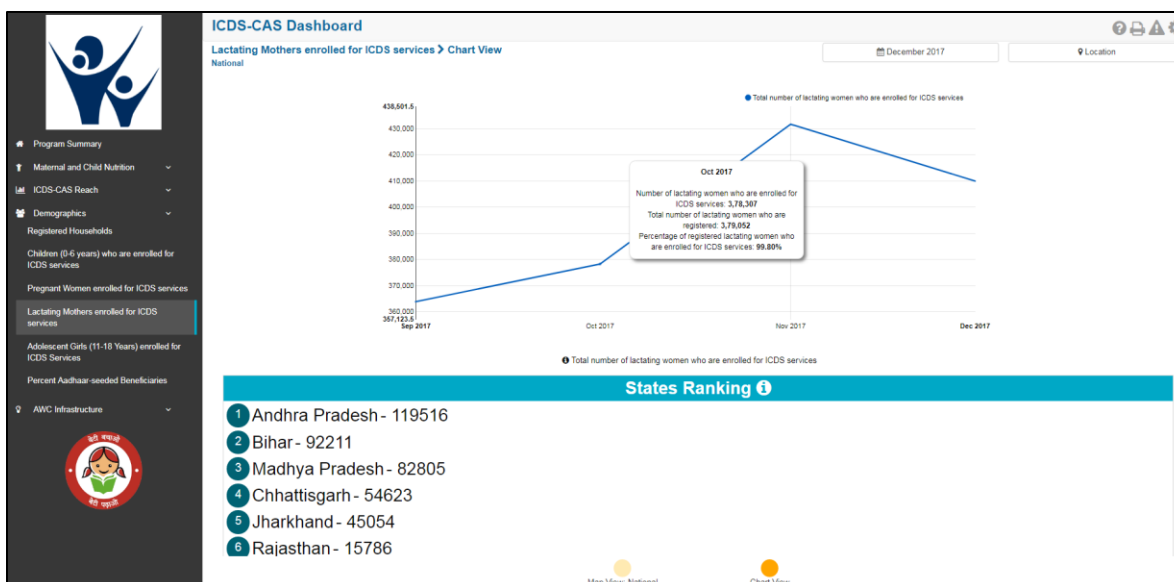 ICDS-CAS Dashboard
Lactating Mothers enrolled for ICDS services > Chart View
National
December 2017
Location
Program Summary
Maternal and Child Nutrition
ICDS-CAS Reach
Demographics
Registered Households
Children (0-6 years) who are enrolled for
ICDS services
Pregnant Women enrolled for ICDS services
Lactating Mothers enrolled for ICDS
services
Adolescent Girls (11-18 Years) enrolled for
ICDS Services
Percent Aadhaar-seeded Beneficiaries
AWC Infrastructure
बेटी बचाओ
बेटी पढ़ाओ
Total number of lactating women who are enrolled for ICDS services
438,501.5
430,000
420,000
410,000
400,000
390,000
380,000
370,000
360,000
357,123.5
Sep 2017
Oct 2017
Nov 2017
Dec 2017
Oct 2017
Number of lactating women who are enrolled for
ICDS services: 3,78,307
Total number of lactating women who are
registered: 3,79,052
Percentage of registered lactating women who
are enrolled for ICDS services: 99.80%
Total number of lactating women who are enrolled for ICDS services
States Ranking
1 Andhra Pradesh - 119516
2 Bihar - 92211
3 Madhya Pradesh - 82805
4 Chhattisgarh - 54623
5 Jharkhand - 45054
6 Rajasthan - 15786
Map View: National
Chart View